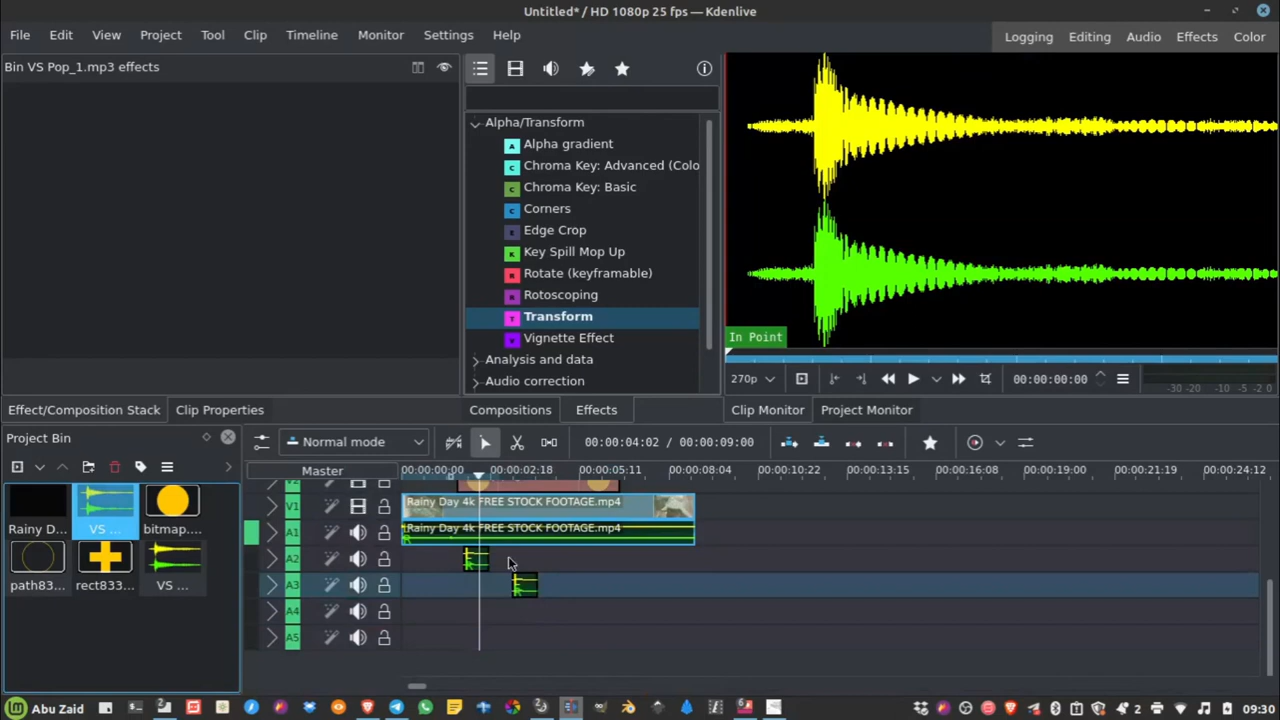 Untitled* / HD 1080p 25 fps — Kdenlive
File Edit View Project Tool Clip Timeline Monitor Settings Help
Logging Editing Audio Effects Color
Bin VS Pop_1.mp3 effects
Alpha/Transform
Alpha gradient
Chroma Key: Advanced (Colo
Chroma Key: Basic
Corners
Edge Crop
Key Spill Mop Up
Rotate (keyframable)
Rotoscoping
Transform
Vignette Effect
Analysis and data
Audio correction
In Point
270p
00:00:00:00
-30 -20 -10 -5 -2 0
Effect/Composition Stack Clip Properties
Compositions Effects
Clip Monitor Project Monitor
Project Bin
Normal mode
00:00:04:02 / 00:00:09:00
Master
00:00:00:00 00:00:02:18 00:00:05:11 00:00:08:04 00:00:10:22 00:00:13:15 00:00:16:08 00:00:19:00 00:00:21:19 00:00:24:12
V2
V1
Rainy Day 4k FREE STOCK FOOTAGE.mp4
A1
Rainy Day 4k FREE STOCK FOOTAGE.mp4
A2
A3
A4
A5
Rainy D... VS ... bitmap....
path83... rect833... VS ...
Abu Zaid
2
09:30